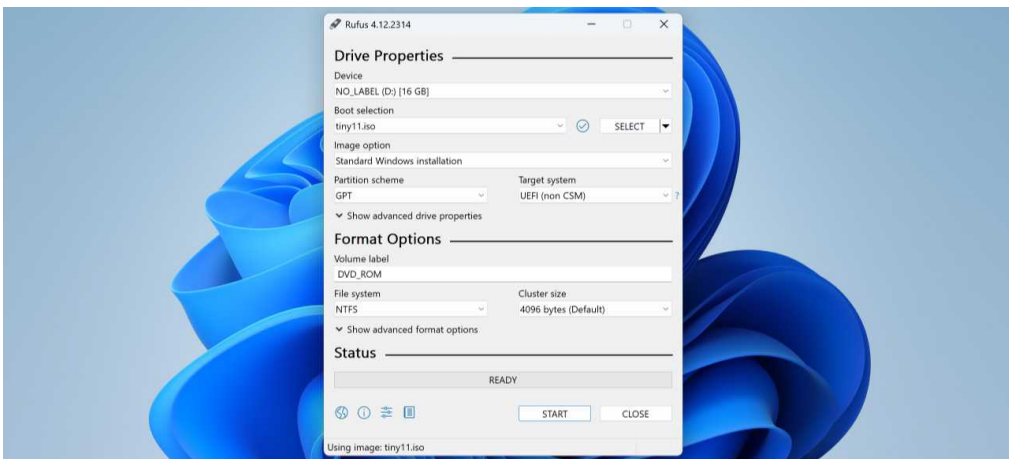 Rufus 4.12.2314
Drive Properties
Device
NO_LABEL (D:) [16 GB]
Boot selection
tiny11.iso
SELECT
Image option
Standard Windows installation
Partition scheme
Target system
GPT
UEFI (non CSM)
?
Show advanced drive properties
Format Options
Volume label
DVD_ROM
File system
Cluster size
NTFS
4096 bytes (Default)
Show advanced format options
Status
READY
START
CLOSE
Using image: tiny11.iso